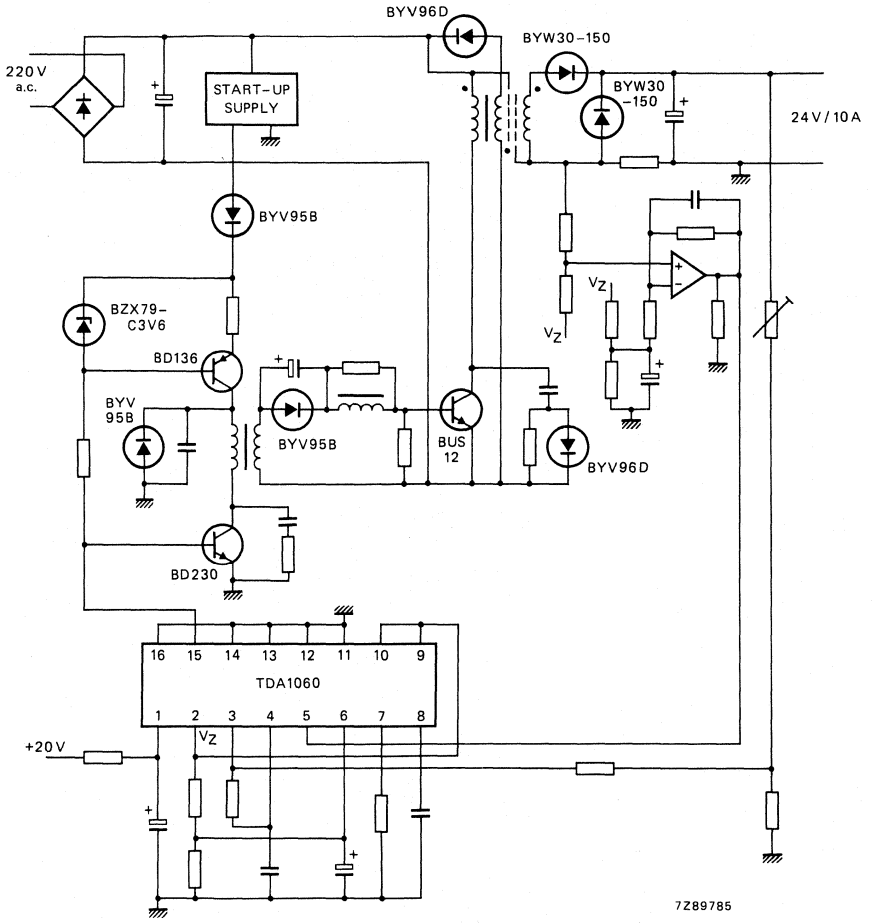 BYV96D
BYW30-150
220V
a.c.
+
START-UP
SUPPLY
BYW30
-150
+
24V/10A
BYV95B
VZ
+
-
VZ
BZX79-
C3V6
BD136
+
+
BYV
95B
BYV95B
BUS
12
BYV96D
BD230
16 15 14 13 12 11 10 9
TDA1060
1 2 3 4 5 6 7 8
+20V
VZ
+
+
7Z89785